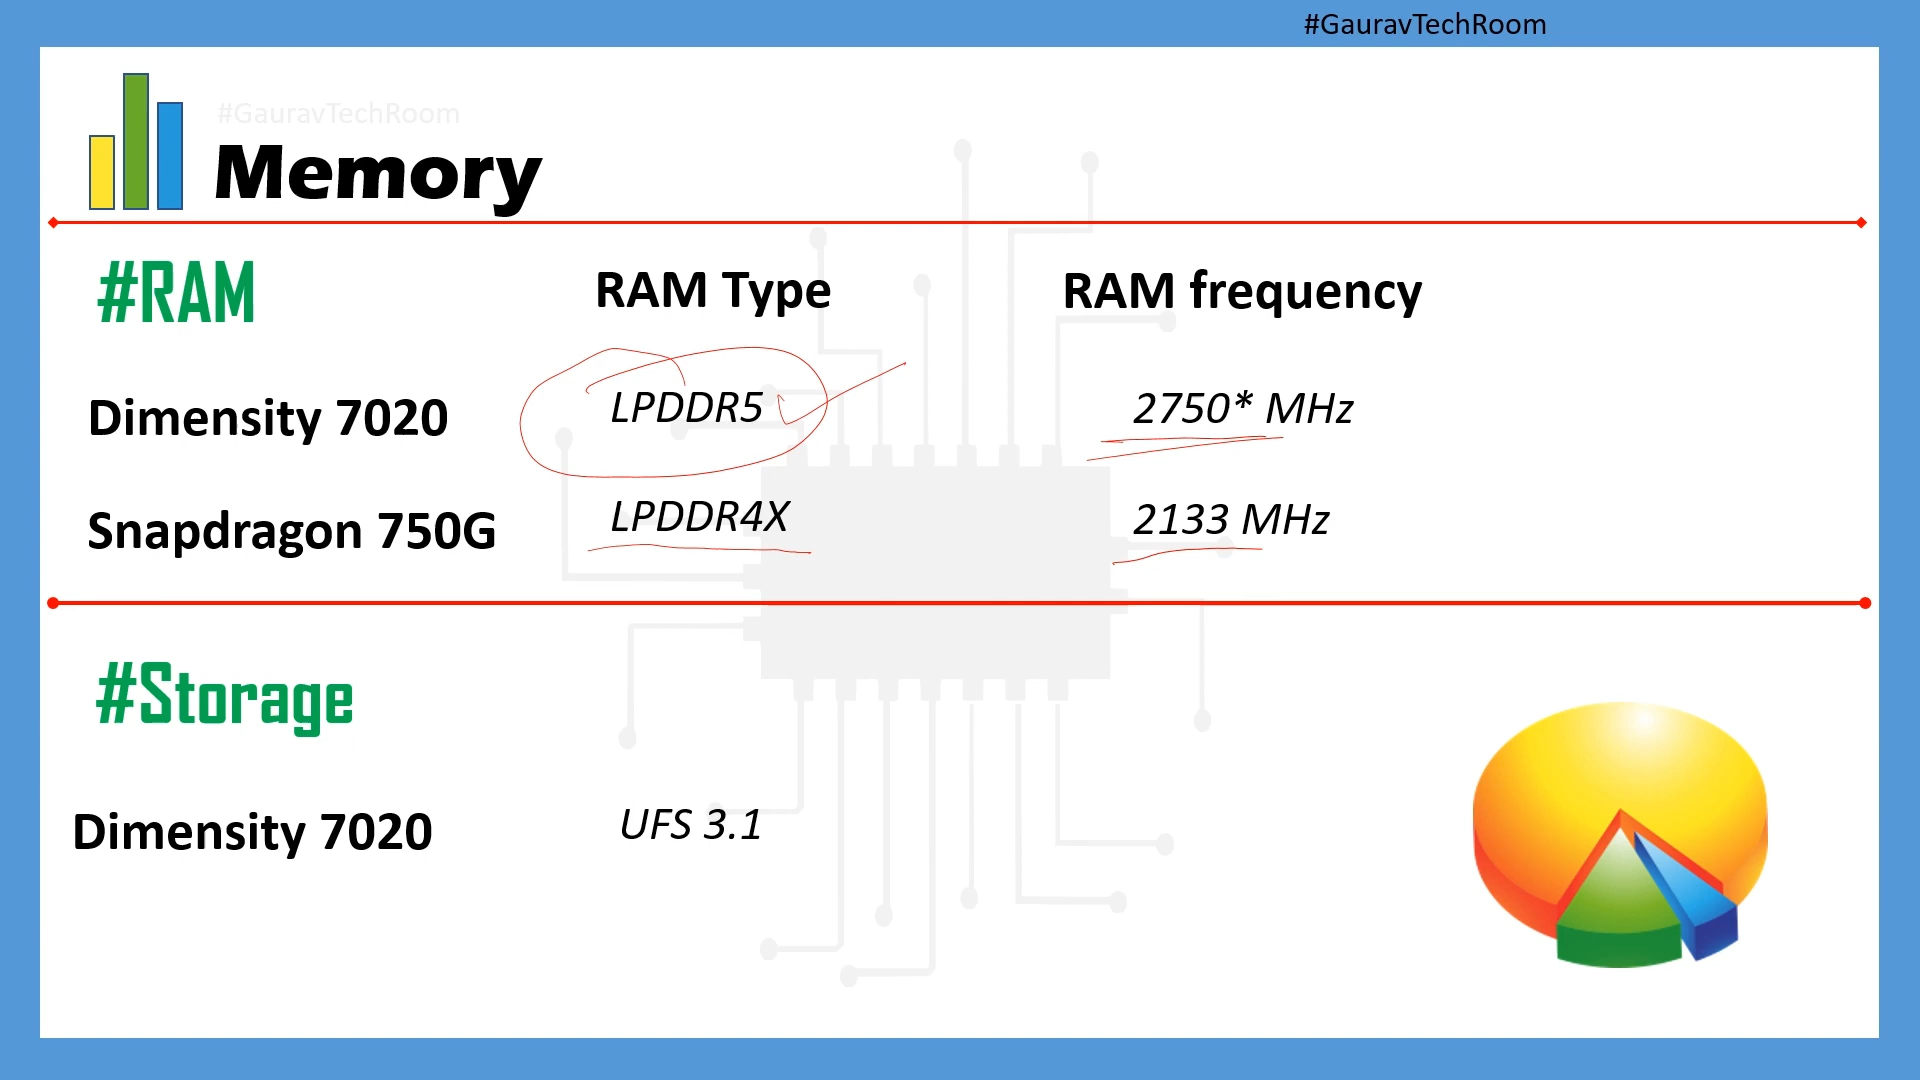 #GauravTechRoom
#GauravTechRoom
Memory
#RAM RAM Type RAM frequency
Dimensity 7020 LPDDR5 2750* MHz
Snapdragon 750G LPDDR4X 2133 MHz
#Storage
Dimensity 7020 UFS 3.1